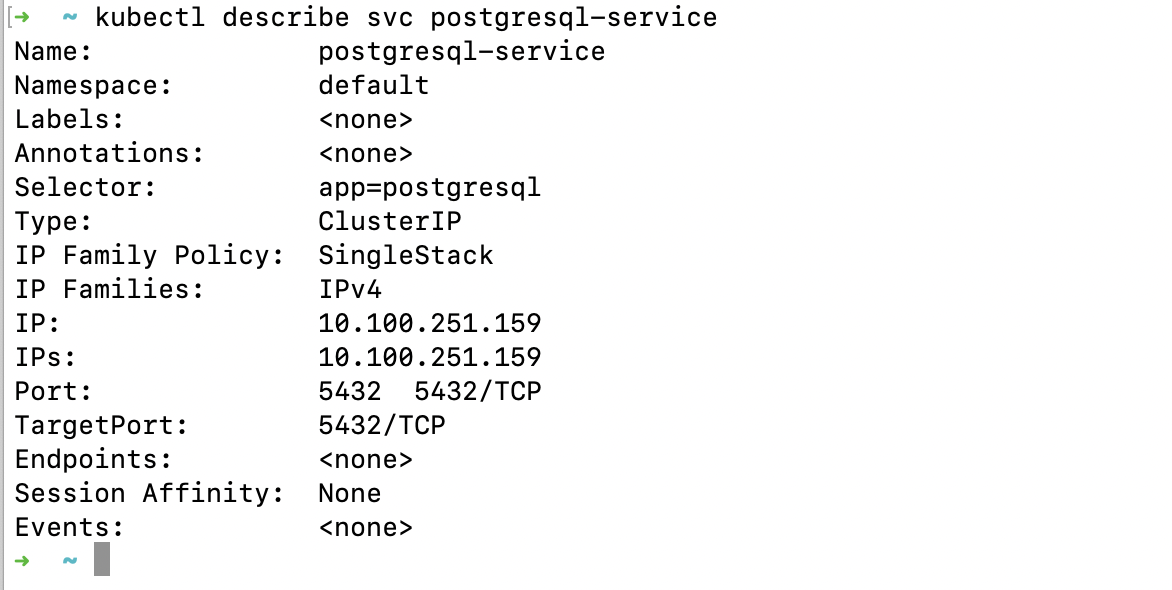 [➜  ~ kubectl describe svc postgresql-service
Name:              postgresql-service
Namespace:         default
Labels:            <none>
Annotations:       <none>
Selector:          app=postgresql
Type:              ClusterIP
IP Family Policy:  SingleStack
IP Families:       IPv4
IP:                10.100.251.159
IPs:               10.100.251.159
Port:              5432  5432/TCP
TargetPort:        5432/TCP
Endpoints:         <none>
Session Affinity:  None
Events:            <none>
➜  ~